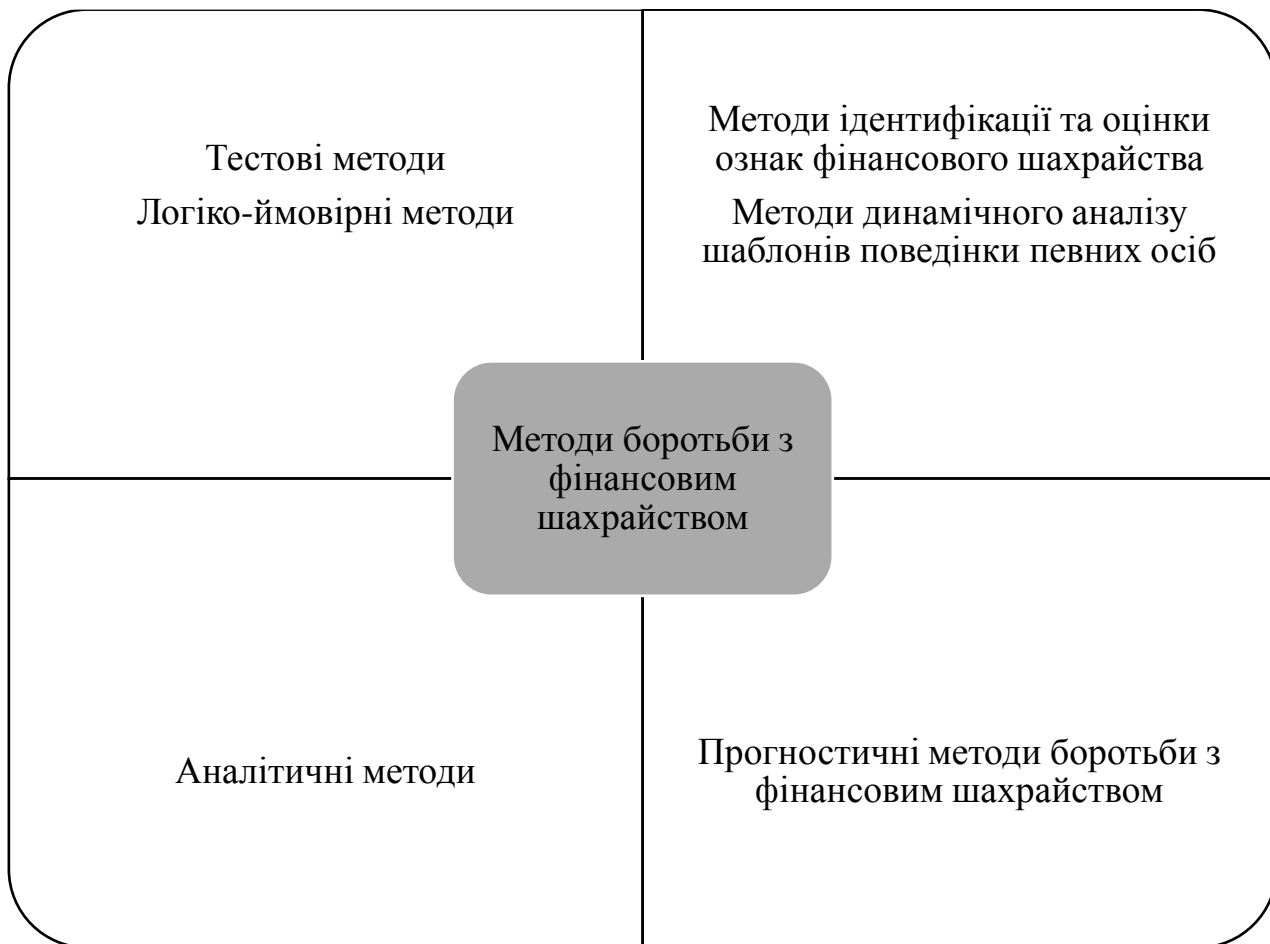 Тестові методи
Логіко-ймовірні методи
Методи ідентифікації та оцінки
ознак фінансового шахрайства
Методи динамічного аналізу
шаблонів поведінки певних осіб
Методи боротьби з
фінансовим
шахрайством
Аналітичні методи
Прогностичні методи боротьби з
фінансовим шахрайством